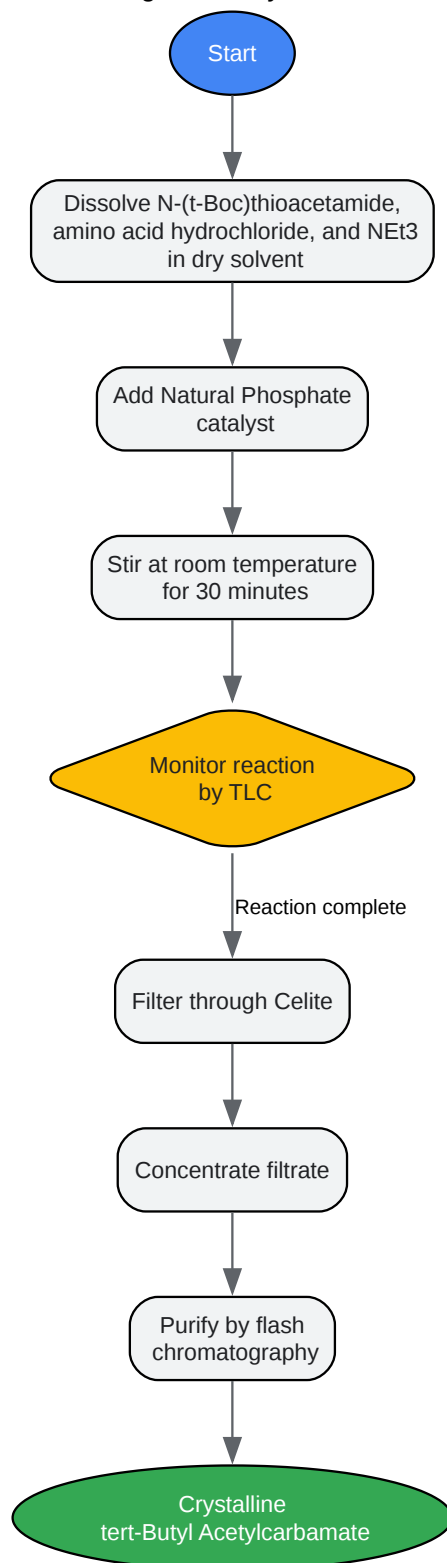 Start
Dissolve N-(t-Boc)thioacetamide,
amino acid hydrochloride, and NEt3
in dry solvent
Add Natural Phosphate
catalyst
Stir at room temperature
for 30 minutes
Monitor reaction
by TLC
Reaction complete
Filter through Celite
Concentrate filtrate
Purify by flash
chromatography
Crystalline
tert-Butyl Acetylcarbamate